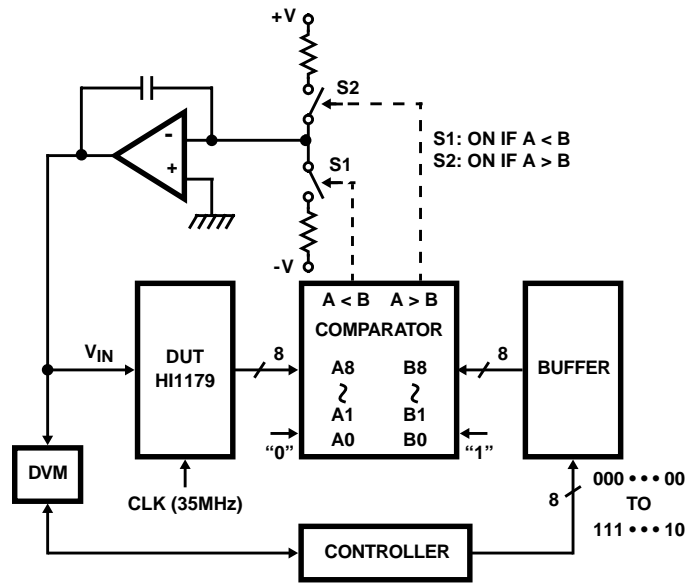 +V
S2
-
+
S1
S1: ON IF A < B
S2: ON IF A > B
-V
A < B A > B
COMPARATOR
VIN
DUT
HI1179
8
A8 B8
A1 B1
A0 B0
8
BUFFER
"0"
"1"
DVM
CLK (35MHz)
8
000 • • • 00
TO
111 • • • 10
CONTROLLER